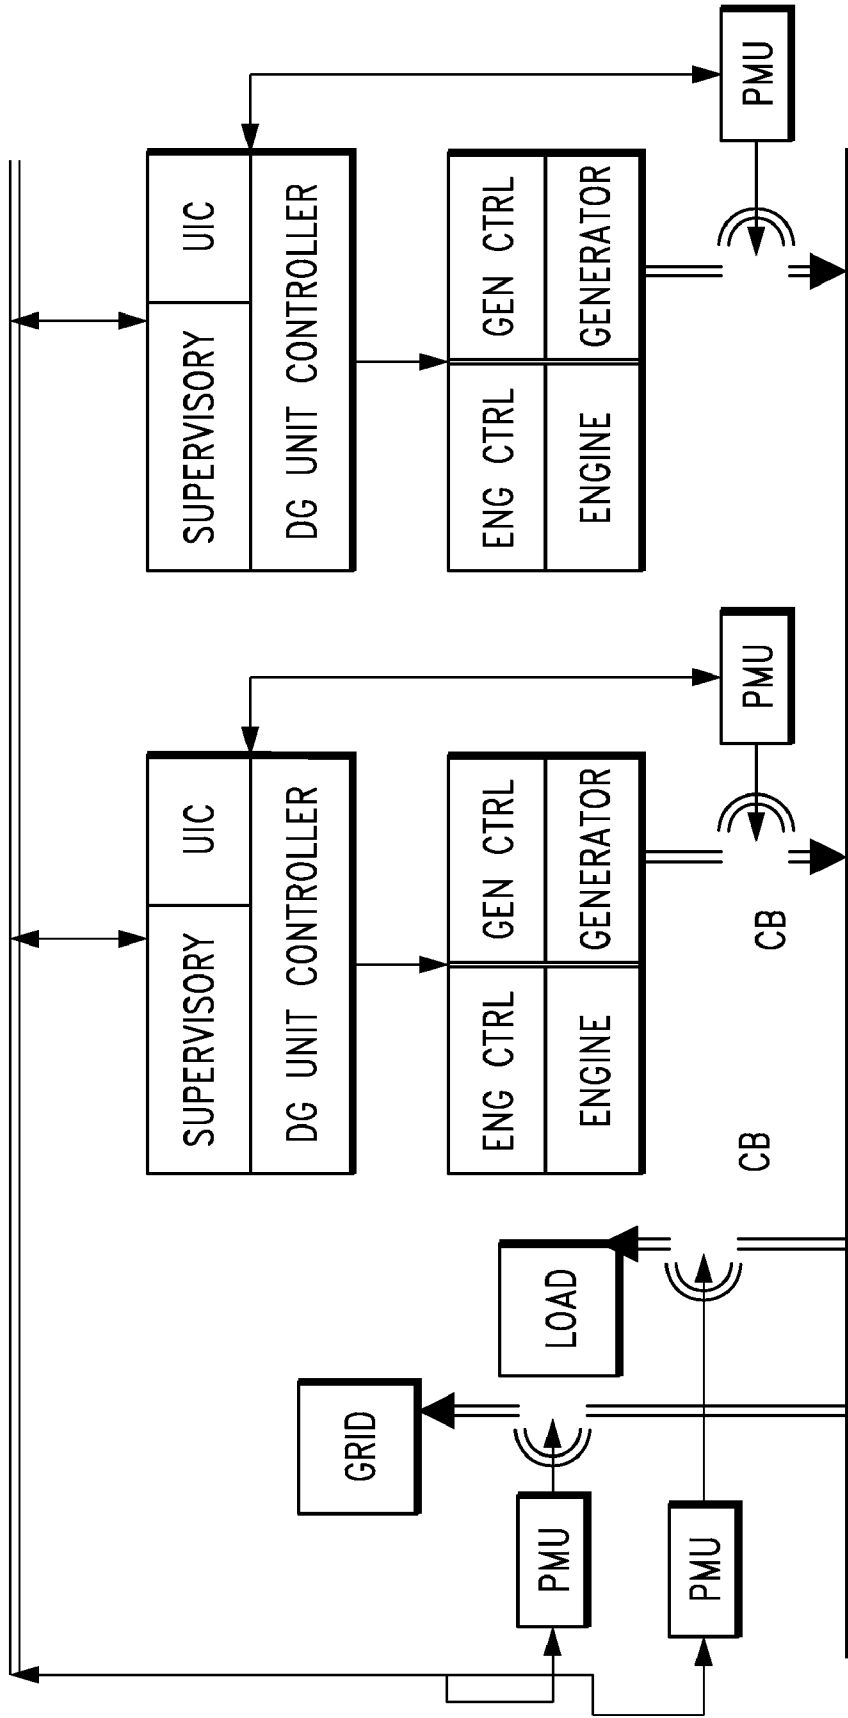 SUPERVISORY
UIC
SUPERVISORY
UIC
DG UNIT CONTROLLER
DG UNIT CONTROLLER
GRID
ENG CTRL
GEN CTRL
ENG CTRL
GEN CTRL
PMU
LOAD
ENGINE
GENERATOR
ENGINE
GENERATOR
PMU
CB
CB
PMU
PMU